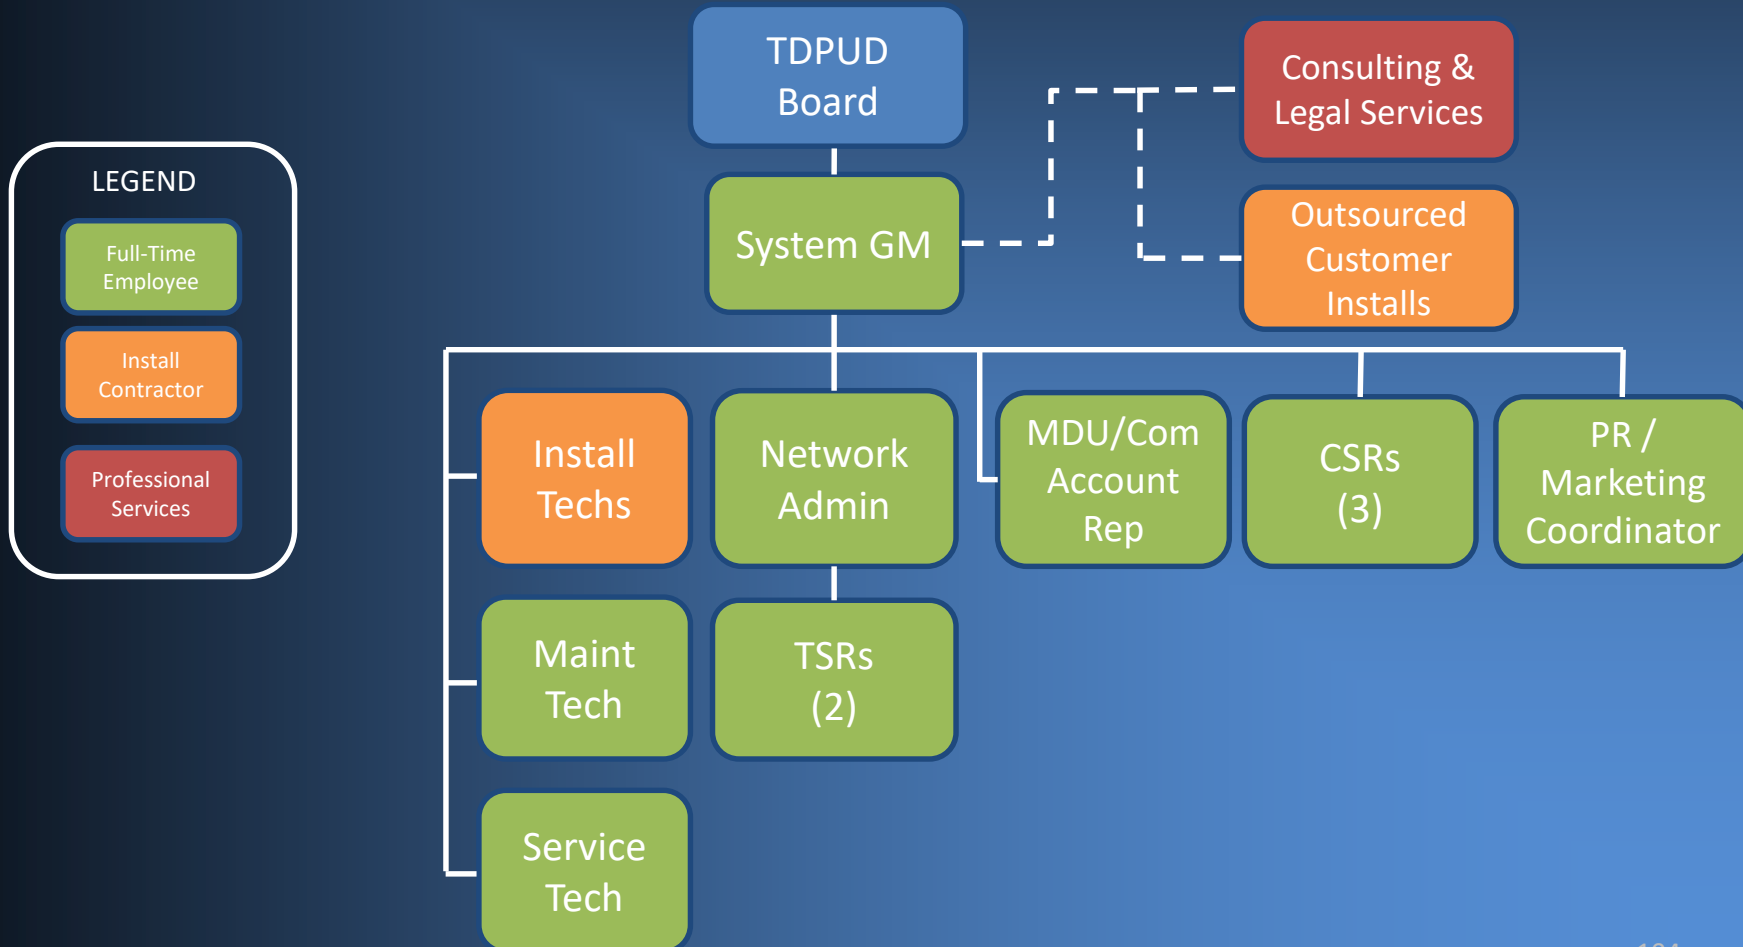 TDPUD
Board
Consulting &
Legal Services
LEGEND
Full-Time
Employee
Install
Contractor
Professional
Services
System GM
Outsourced
Customer
Installs
Install
Techs
Network
Admin
MDU/Com
Account
Rep
CSRs
(3)
PR /
Marketing
Coordinator
Maint
Tech
TSRs
(2)
Service
Tech